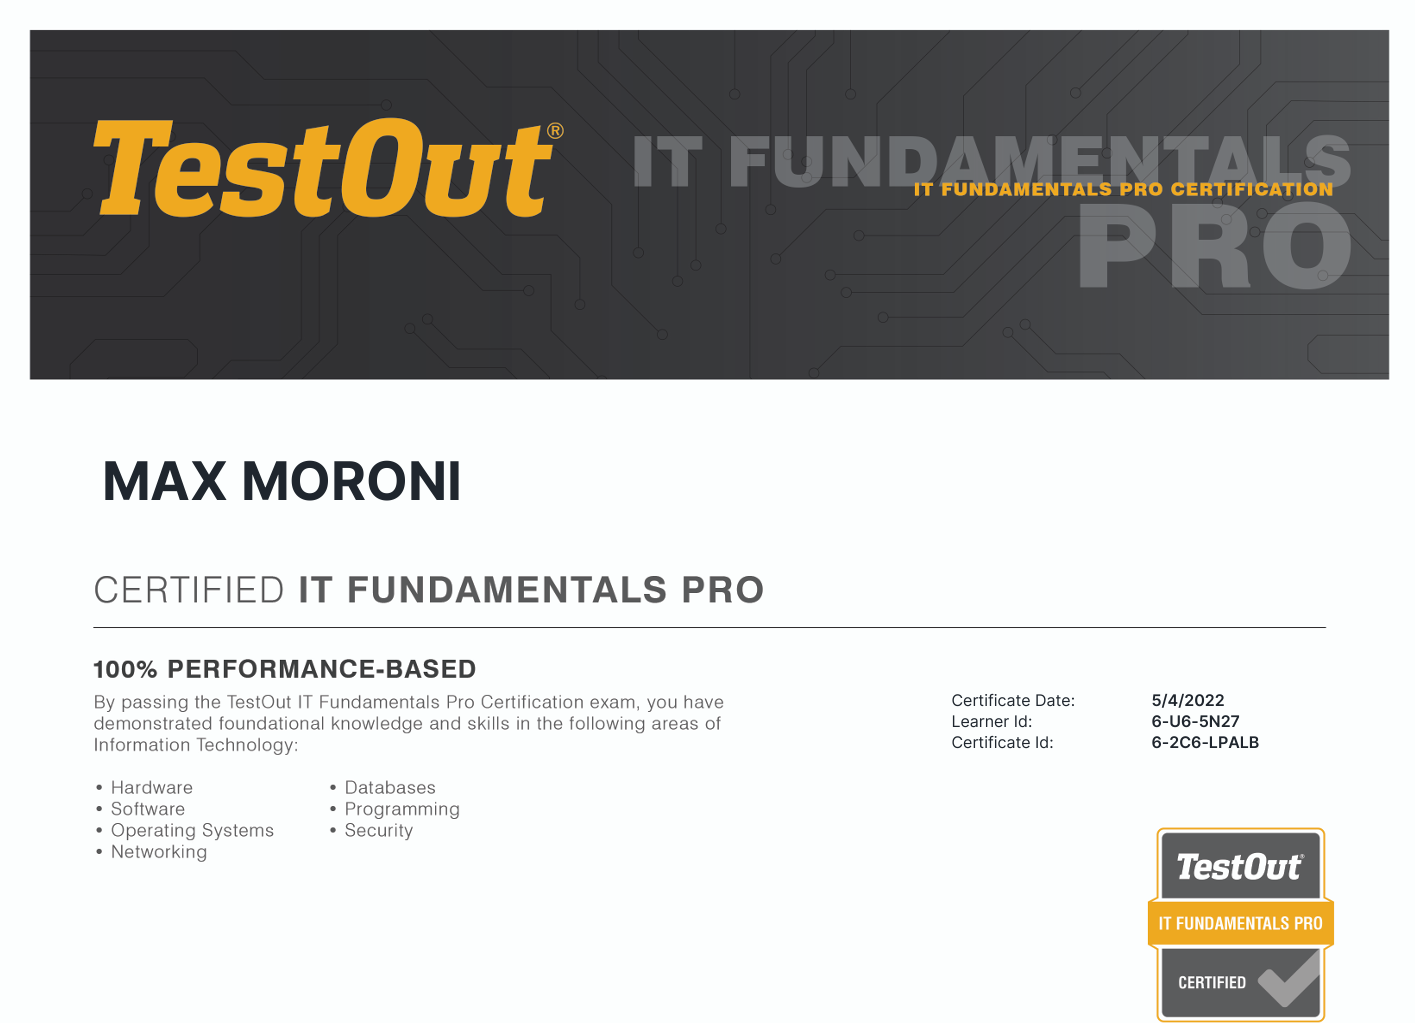 TestOut®
IT FUNDAMENTALS
IT FUNDAMENTALS PRO CERTIFICATION
PRO
MAX MORONI
CERTIFIED IT FUNDAMENTALS PRO
100% PERFORMANCE-BASED
By passing the TestOut IT Fundamentals Pro Certification exam, you have
demonstrated foundational knowledge and skills in the following areas of
Information Technology:
• Hardware
• Software
• Operating Systems
• Networking
• Databases
• Programming
• Security
Certificate Date: 5/4/2022
Learner Id: 6-U6-5N27
Certificate Id: 6-2C6-LPALB
TestOut®
IT FUNDAMENTALS PRO
CERTIFIED